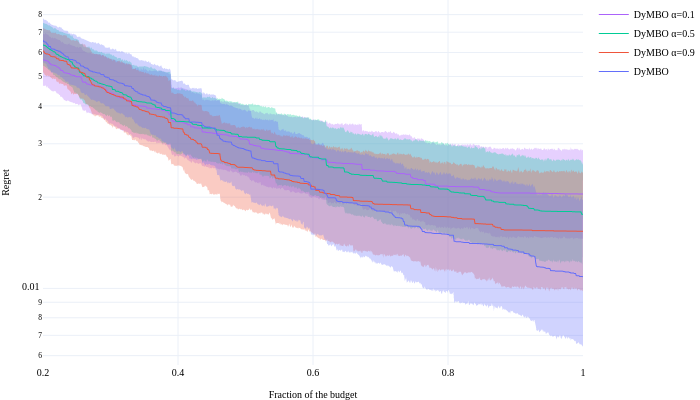 8
7
6
5
4
3
2
0.01
9
8
7
6
0.2
0.4
0.6
0.8
1
Fraction of the budget
Regret
DyMBO α=0.1
DyMBO α=0.5
DyMBO α=0.9
DyMBO